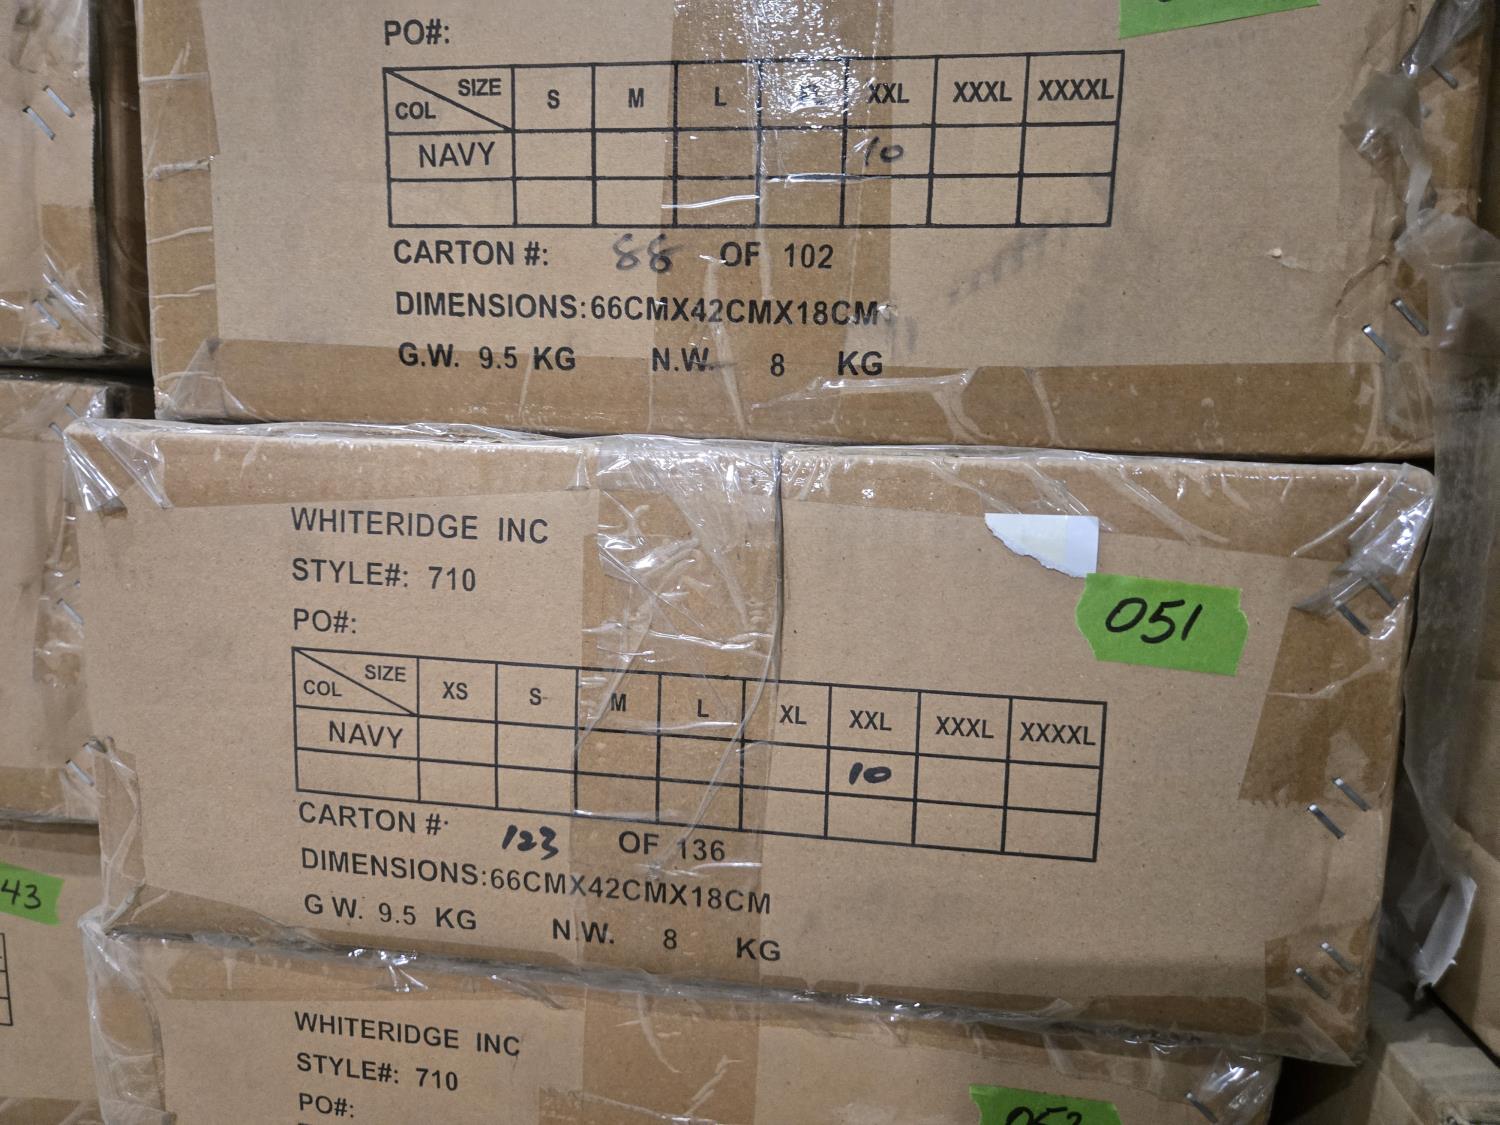 PO#:
SIZE S M L XXL XXXL XXXXL
COL
NAVY 10
CARTON #: 88 OF 102
DIMENSIONS:66CMX42CMX18CM
G.W. 9.5 KG N.W. 8 KG
WHITERIDGE INC
STYLE#: 710
051
PO#:
SIZE XS S M L XL XXL XXXL XXXXL
COL
NAVY 10
CARTON #: 123 OF 136
DIMENSIONS:66CMX42CMX18CM
G W. 9.5 KG N.W. 8 KG
43
WHITERIDGE INC
STYLE#: 710
PO#: